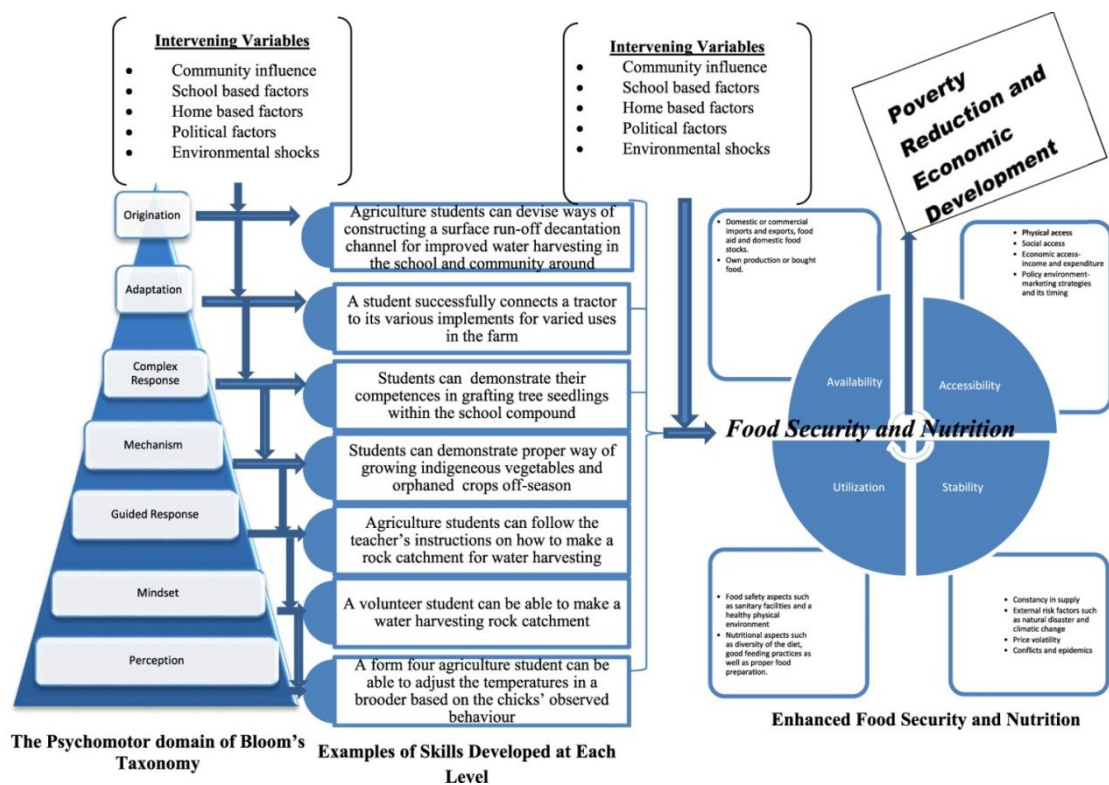 Intervening Variables
• Community influence
• School based factors
• Home based factors
• Political factors
• Environmental shocks
Intervening Variables
• Community influence
• School based factors
• Home based factors
• Political factors
• Environmental shocks
Poverty
Reduction and
Economic
Development
Origination
Adaptation
Complex
Response
Mechanism
Guided Response
Mindset
Perception
The Psychomotor domain of Bloom's
Taxonomy
Agriculture students can devise ways of
constructing a surface run-off decantation
channel for improved water harvesting in
the school and community around
A student successfully connects a tractor
to its various implements for varied uses
in the farm
Students can demonstrate their
competences in grafting tree seedlings
within the school compound
Students can demonstrate proper way of
growing indigeneous vegetables and
orphaned crops off-season
Agriculture students can follow the
teacher's instructions on how to make a
rock catchment for water harvesting
A volunteer student can be able to make a
water harvesting rock catchment
A form four agriculture student can be
able to adjust the temperatures in a
brooder based on the chicks' observed
behaviour
Examples of Skills Developed at Each
Level
• Domestic or commercial
imports and exports, food
aid and domestic food
stocks.
• Own production or bought
food.
• Physical access
• Social access
• Economic access-
income and expenditure
• Policy environment-
marketing strategies
and its timing
Availability
Accessibility
Food Security and Nutrition
Utilization
Stability
• Food safety aspects such
as sanitary facilities and a
healthy physical
environment
• Nutritional aspects such
as diversity of the diet,
good feeding practices as
well as proper food
preparation.
• Constancy in supply
• External risk factors such
as natural disaster and
climatic change
• Price volatility
• Conflicts and epidemics
Enhanced Food Security and Nutrition